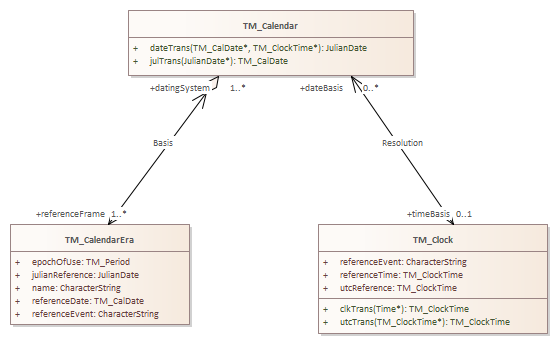 TM_Calendar
+ dateTrans(TM_CalDate*, TM_ClockTime*): JulianDate
+ julTrans(JulianDate*): TM_CalDate
+datingSystem 1..* +dateBasis 0..*
Basis Resolution
+referenceFrame 1..* +timeBasis 0..1
TM_CalendarEra
+ epochOfUse: TM_Period
+ julianReference: JulianDate
+ name: CharacterString
+ referenceDate: TM_CalDate
+ referenceEvent: CharacterString
TM_Clock
+ referenceEvent: CharacterString
+ referenceTime: TM_ClockTime
+ utcReference: TM_ClockTime
+ clkTrans(Time*): TM_ClockTime
+ utcTrans(TM_ClockTime*): TM_ClockTime